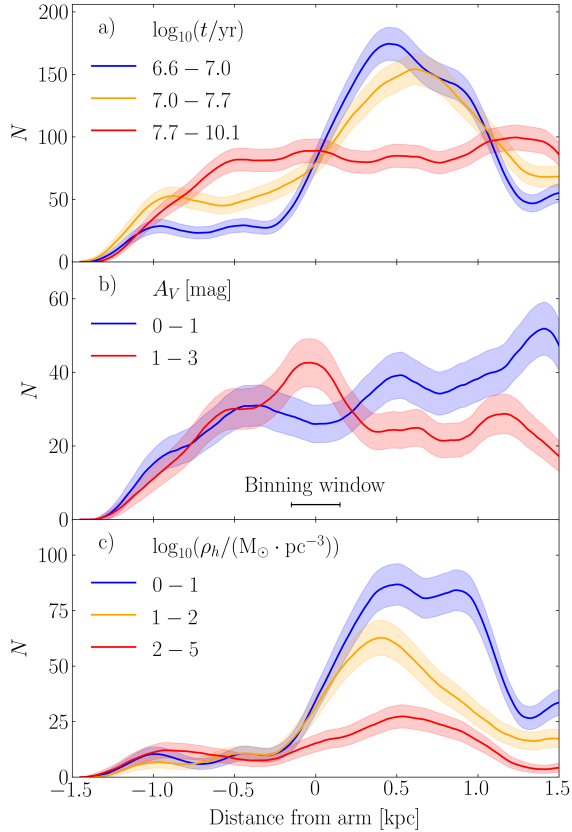 a) log₁₀(t/yr)
6.6 − 7.0
7.0 − 7.7
7.7 − 10.1
N
200
150
100
50
0
b) A_V [mag]
0 − 1
1 − 3
N
60
40
20
0
Binning window
c) log₁₀(ρ_h/(M_⊙ · pc⁻³))
0 − 1
1 − 2
2 − 5
N
100
75
50
25
0
−1.5 −1.0 −0.5 0 0.5 1.0 1.5
Distance from arm [kpc]